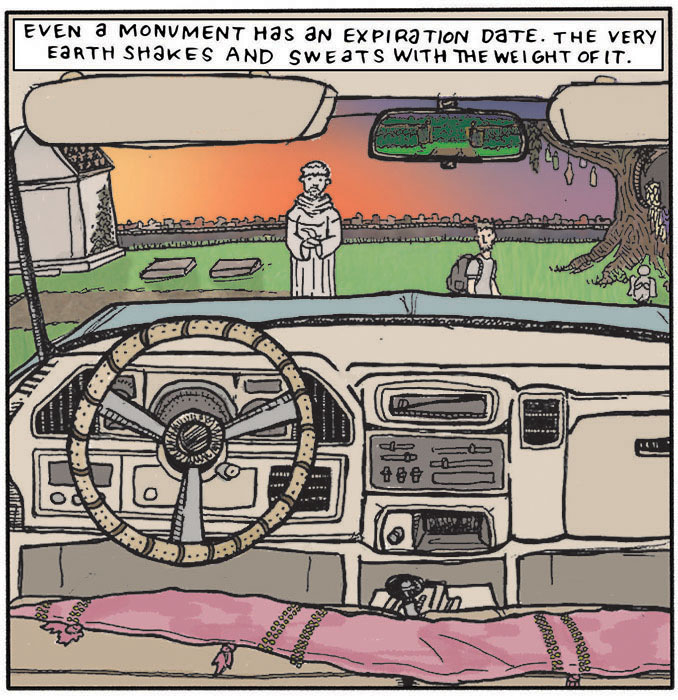 EVEN a MONUMENT HaS aN EXPIRaTiON DaTE. THE VERY
EaRTH SHaKES AND SWEaTS WiTH THE WEiGHT OF iT.